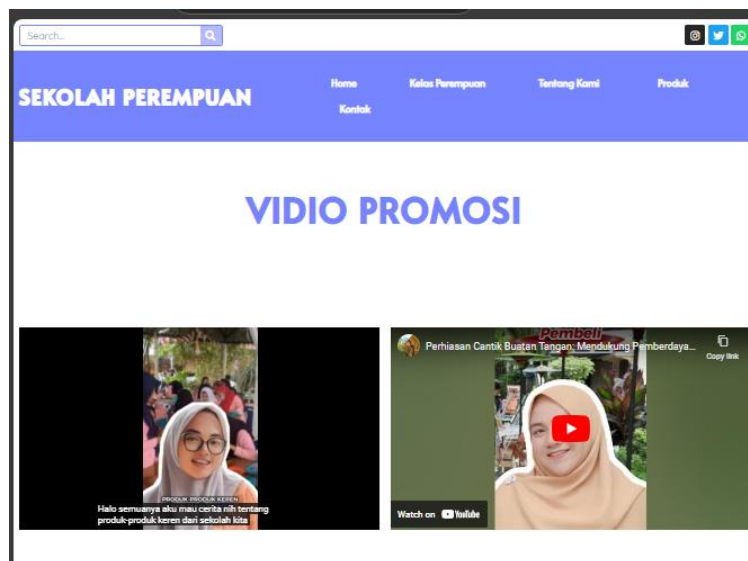 Search...
SEKOLAH PEREMPUAN
Home
Kelas Perempuan
Tentang Kami
Produk
Kontak
VIDIO PROMOSI
PRODUK PRODUK KEREN
Halo semuanya aku mau cerita nih tentang
produk-produk keren dari sekolah kita
Pembeli
Perhiasan Cantik Buatan Tangan: Mendukung Pemberdaya...
Copy link
Watch on YouTube